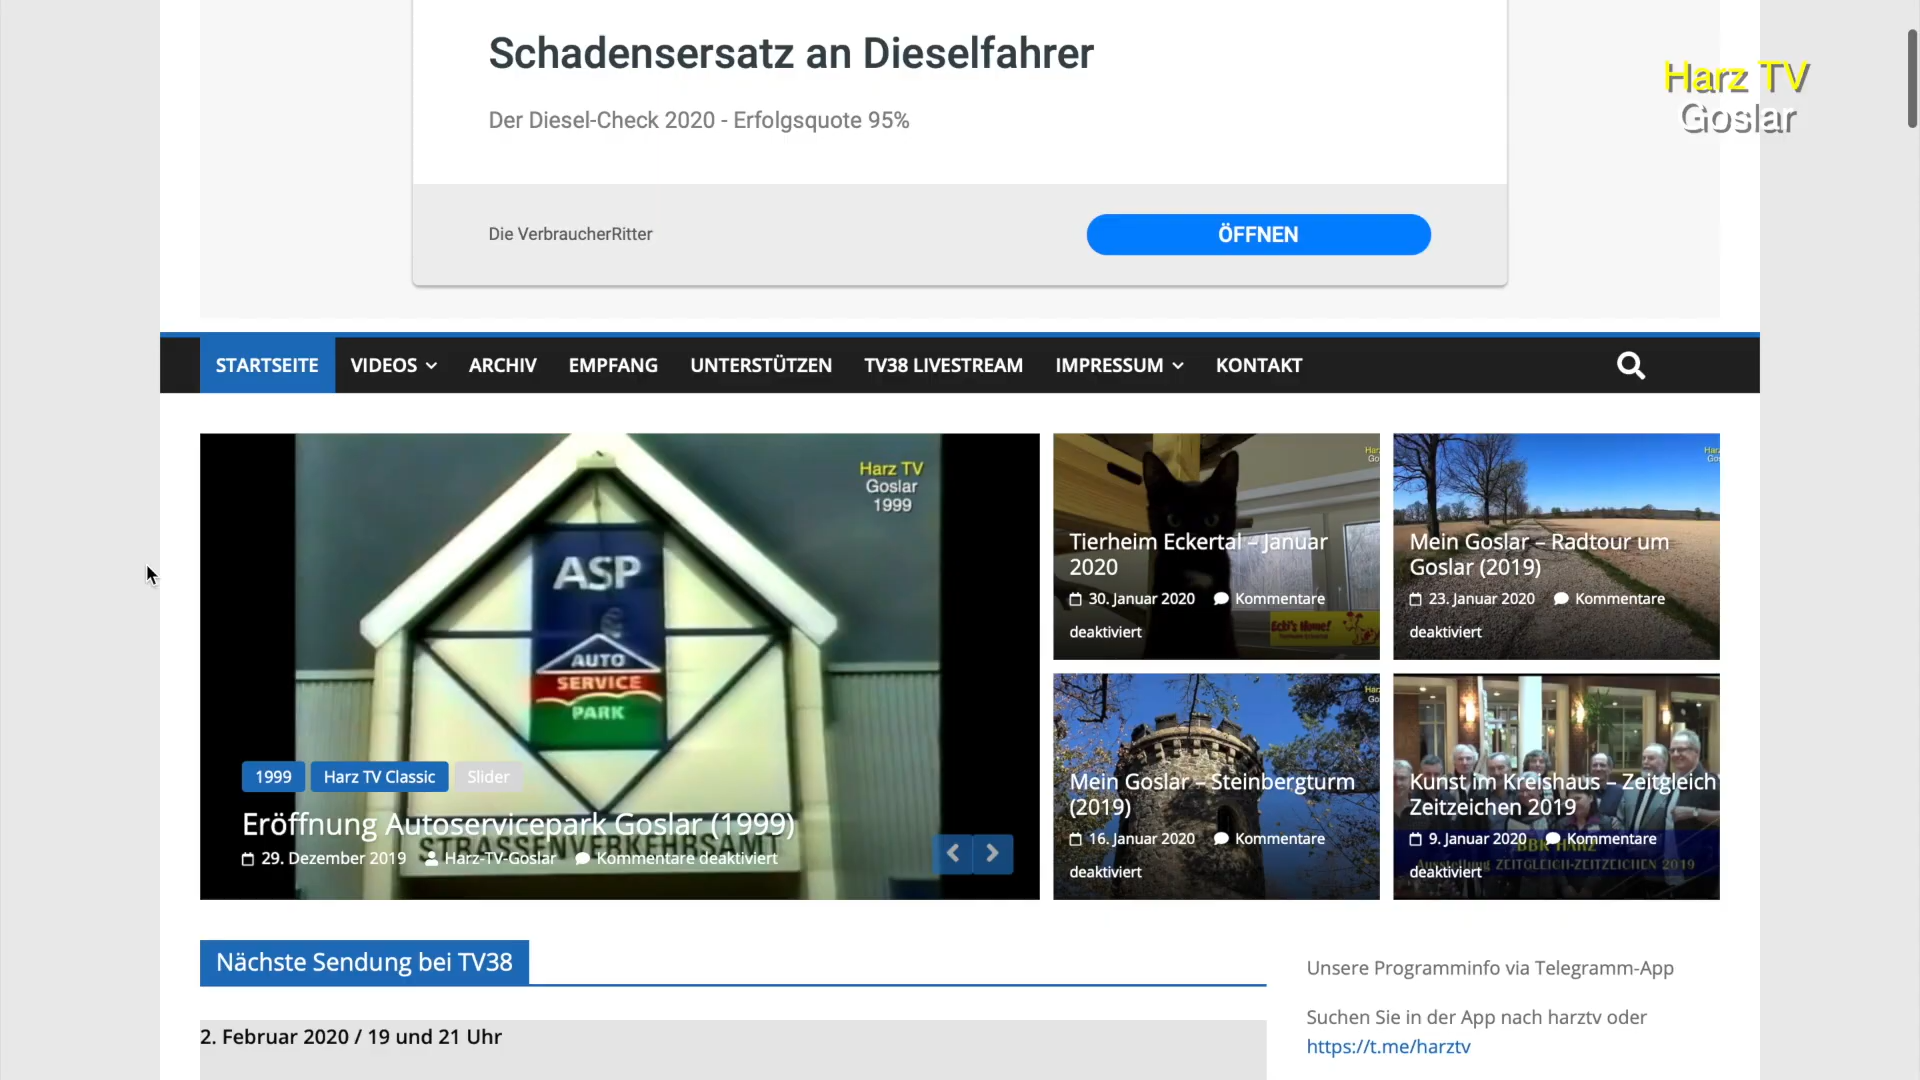 Schadensersatz an Dieselfahrer
Der Diesel-Check 2020 - Erfolgsquote 95%
Die VerbraucherRitter
ÖFFNEN
Harz TV
Goslar
STARTSEITE
VIDEOS
ARCHIV
EMPFANG
UNTERSTÜTZEN
TV38 LIVESTREAM
IMPRESSUM
KONTAKT
Harz TV
Goslar
1999
ASP
AUTO
SERVICE
PARK
STRASSENVERKEHRSAMT
1999
Harz TV Classic
Slider
Eröffnung Autoservicepark Goslar (1999)
29. Dezember 2019
Harz-TV-Goslar
Kommentare deaktiviert
Tierheim Eckertal – Januar
2020
30. Januar 2020
Kommentare
deaktiviert
Mein Goslar – Radtour um
Goslar (2019)
23. Januar 2020
Kommentare
deaktiviert
Mein Goslar – Steinbergturm
(2019)
16. Januar 2020
Kommentare
deaktiviert
Kunst im Kreishaus – Zeitgleich
Zeitzeichen 2019
9. Januar 2020
Kommentare
deaktiviert
BBK HARZ
Ausstellung ZEITGLEICH-ZEITZEICHEN 2019
Nächste Sendung bei TV38
2. Februar 2020 / 19 und 21 Uhr
Unsere Programminfo via Telegramm-App
Suchen Sie in der App nach harztv oder
https://t.me/harztv